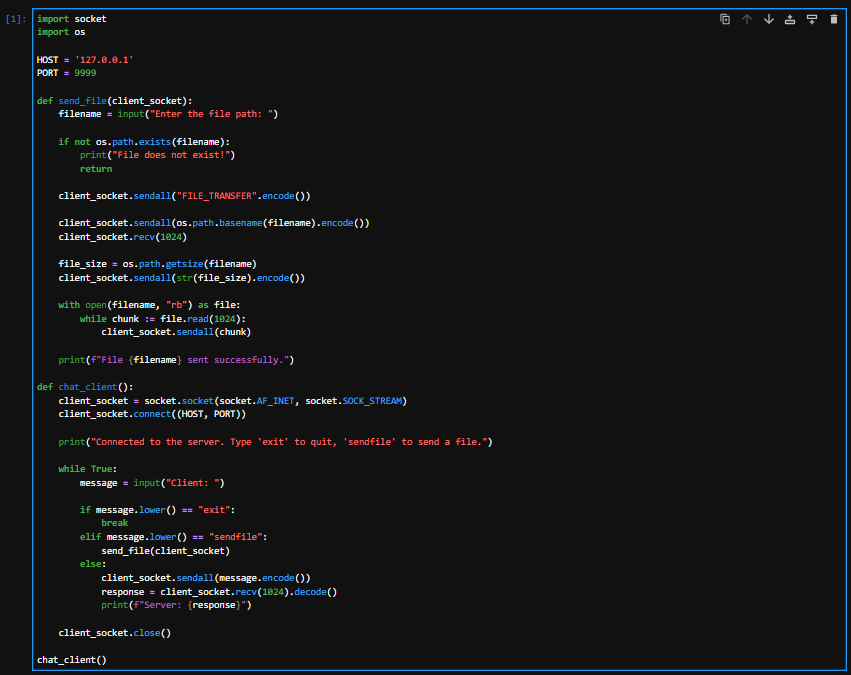 [1]:
import socket
import os

HOST = '127.0.0.1'
PORT = 9999

def send_file(client_socket):
    filename = input("Enter the file path: ")

    if not os.path.exists(filename):
        print("File does not exist!")
        return

    client_socket.sendall("FILE_TRANSFER".encode())

    client_socket.sendall(os.path.basename(filename).encode())
    client_socket.recv(1024)

    file_size = os.path.getsize(filename)
    client_socket.sendall(str(file_size).encode())

    with open(filename, "rb") as file:
        while chunk := file.read(1024):
            client_socket.sendall(chunk)

    print(f"File {filename} sent successfully.")

def chat_client():
    client_socket = socket.socket(socket.AF_INET, socket.SOCK_STREAM)
    client_socket.connect((HOST, PORT))

    print("Connected to the server. Type 'exit' to quit, 'sendfile' to send a file.")

    while True:
        message = input("Client: ")

        if message.lower() == "exit":
            break
        elif message.lower() == "sendfile":
            send_file(client_socket)
        else:
            client_socket.sendall(message.encode())
            response = client_socket.recv(1024).decode()
            print(f"Server: {response}")

    client_socket.close()

chat_client()